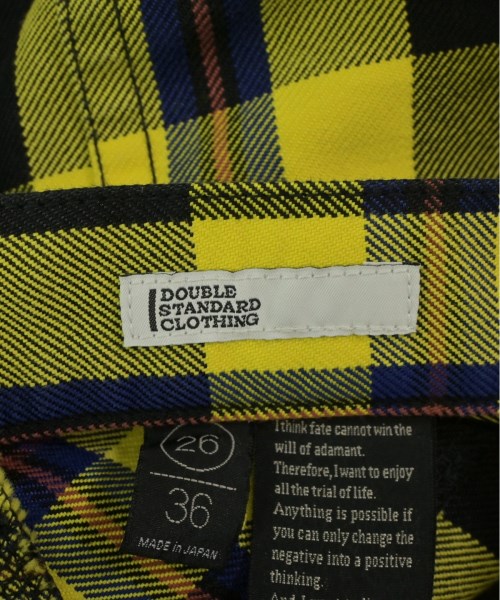 DOUBLE
STANDARD
CLOTHING
26
36
MADE IN JAPAN
I think fate cannot win the
will of adamant.
Therefore, I want to enjoy
all the trial of life.
Anything is possible if
you can only change the
negative into a positive
thinking.